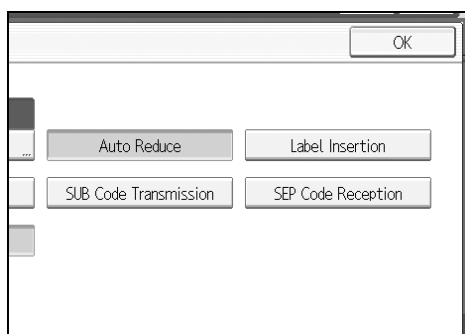 OK
...
Auto Reduce
Label Insertion
SUB Code Transmission
SEP Code Reception